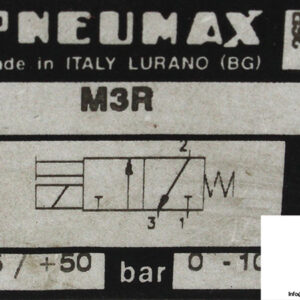 PNEUMAX
made in ITALY LURANO (BG)
M3R
2
3 1
/ +50 bar 0 -10